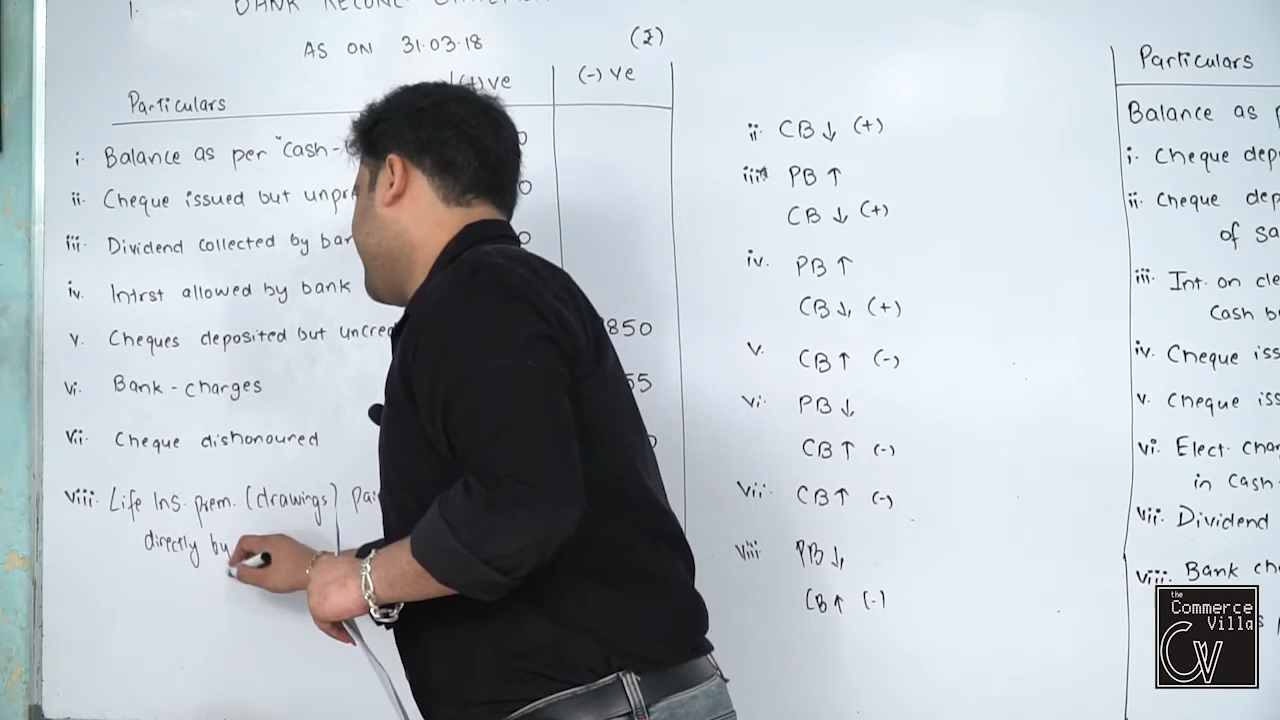 1. BANK
AS ON 31.03.18 (₹)
Particulars (+)ve (-) ve
i. Balance as per "Cash-
ii. Cheque issued but unpr
iii. Dividend collected by ban
iv. Intrst allowed by bank
v. Cheques deposited but uncred 850
vi. Bank-charges 55
vii. Cheque dishonoured
viii. Life Ins. prem. (drawings) pai
directly by
ii. CB↓ (+)
iii. PB↑
CB↓ (+)
iv. PB↑
CB↓ (+)
v. CB↑ (-)
vi. PB↓
CB↑ (-)
vii. CB↑ (-)
viii PB↓
CB↑ (-)
Particulars
Balance as p
i. Cheque dep
ii. Cheque dep
of sa
iii. Int. on cle
Cash b
iv. Cheque iss
v. Cheque iss
vi. Elect. cha
in Cash-
vii. Dividend
viii. Bank ch
the
Commerce
Villa
CV